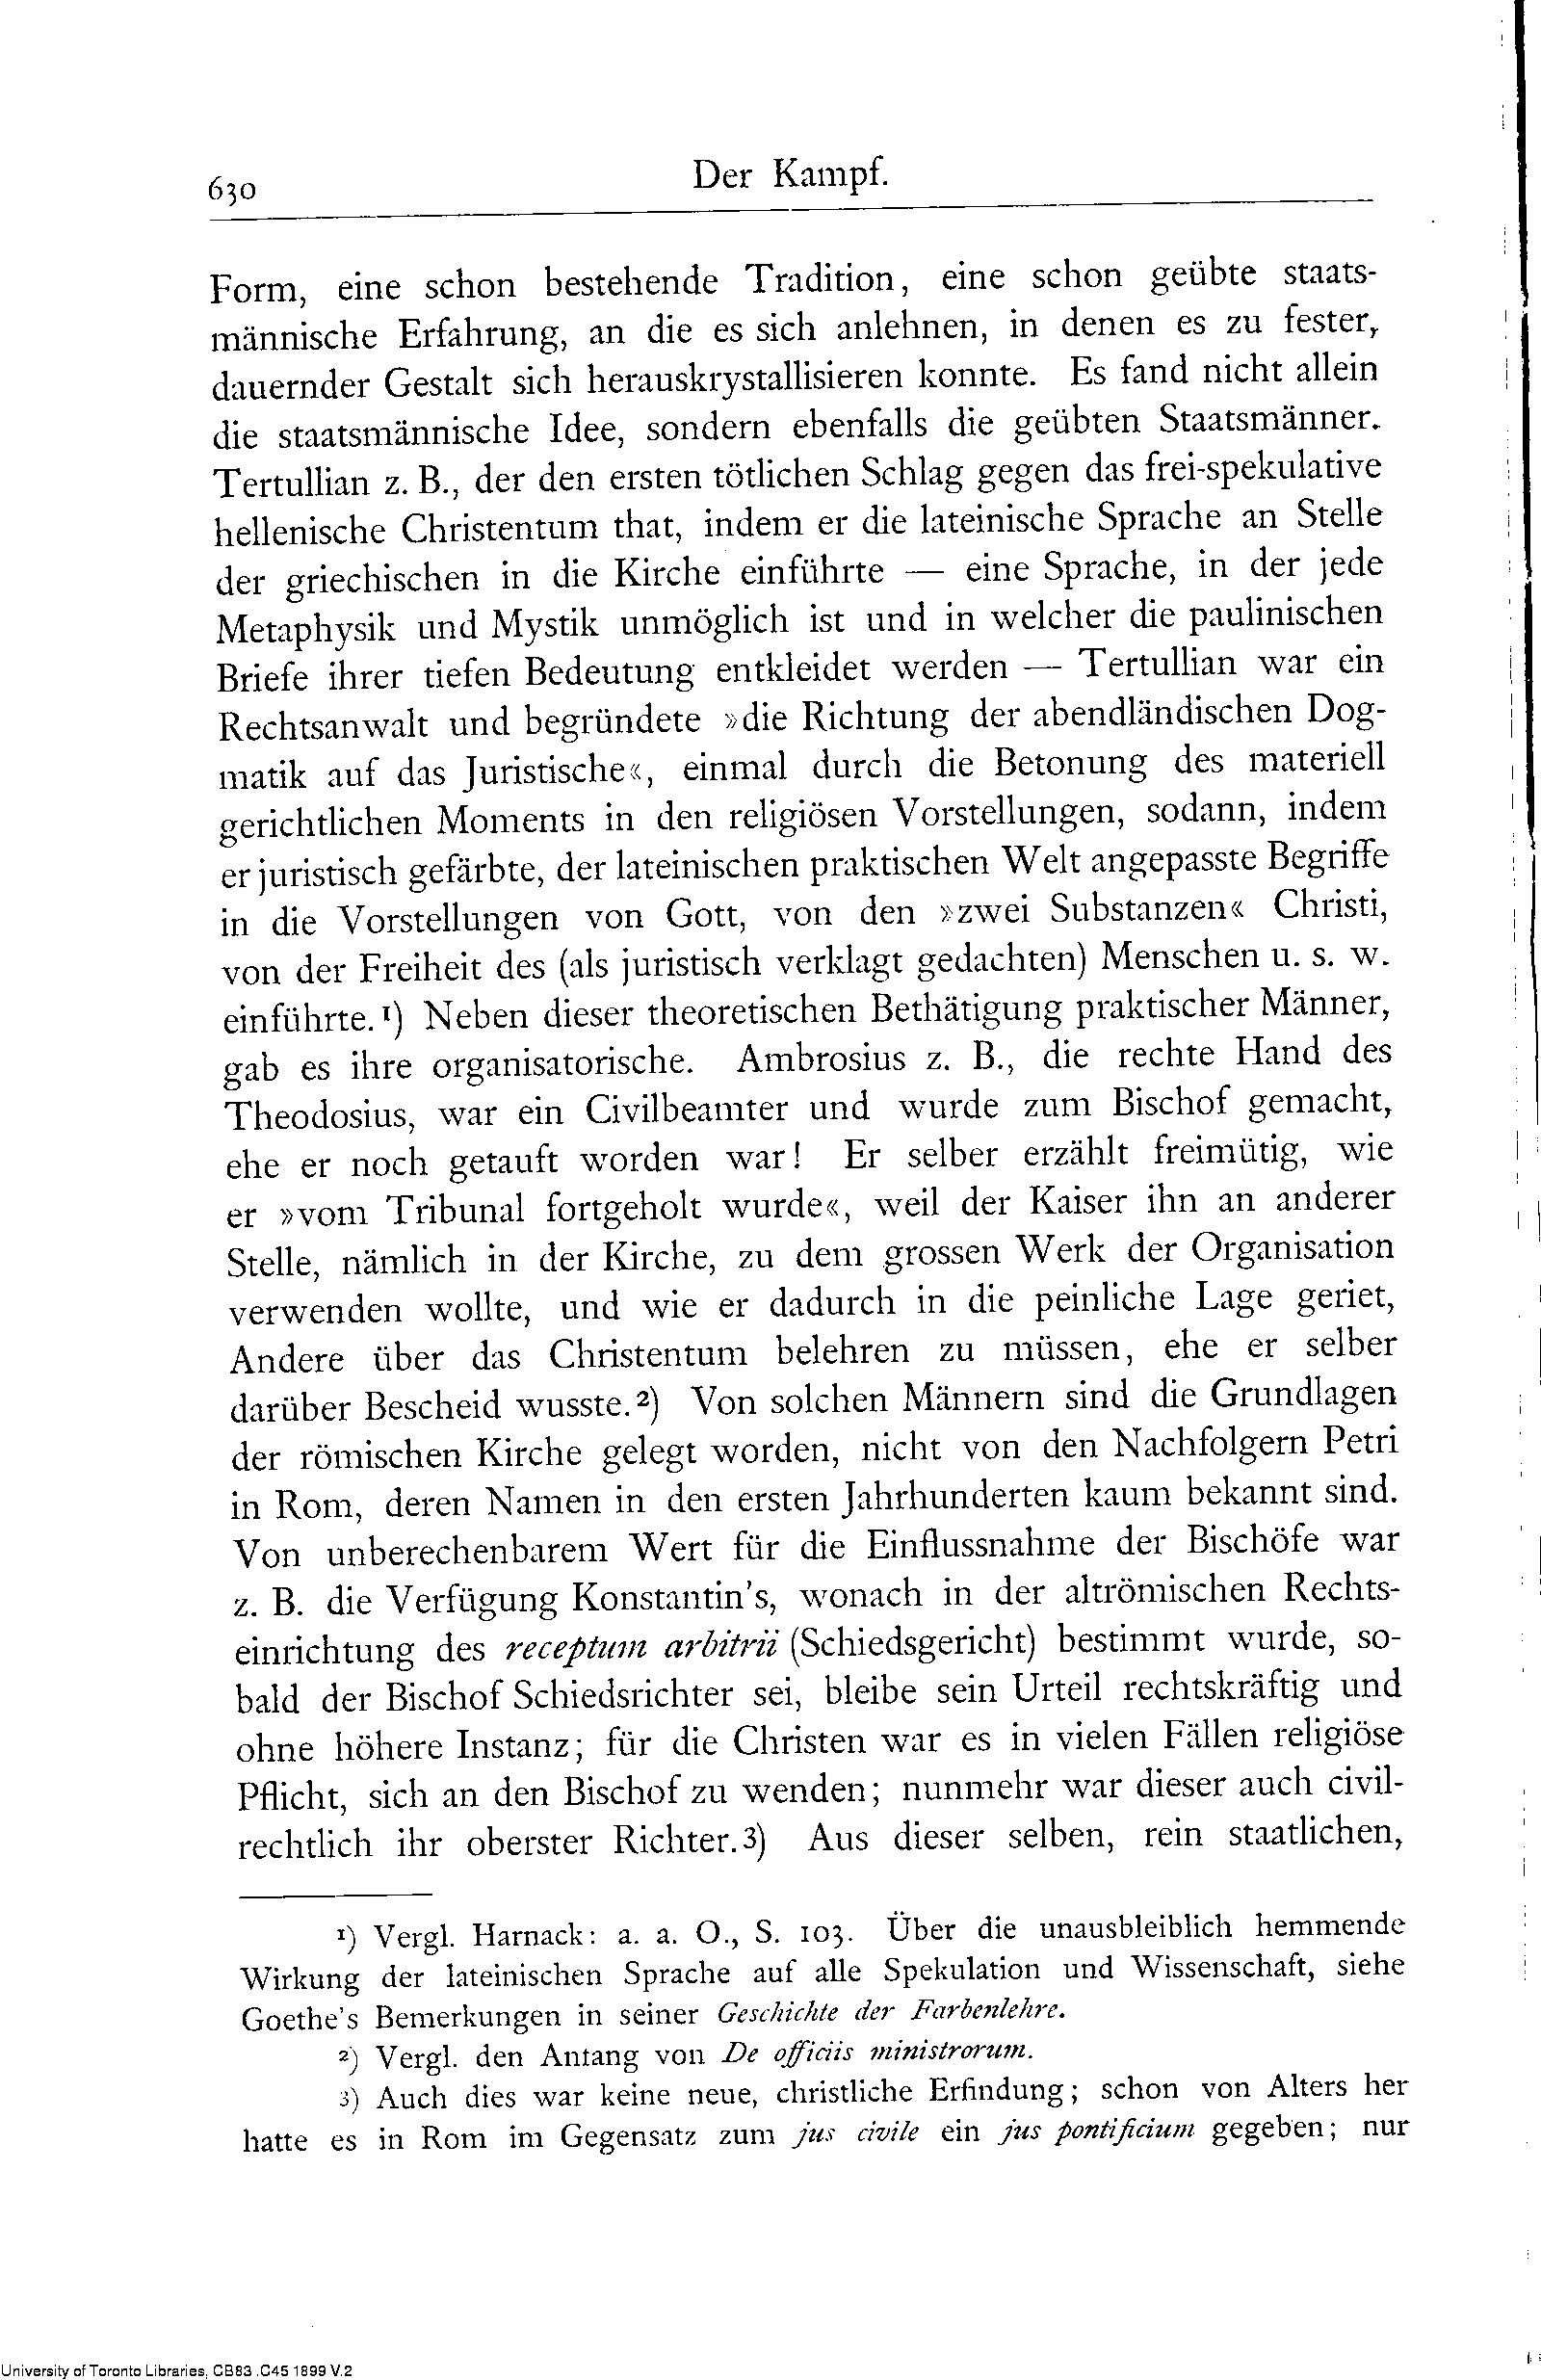 630
Der Kampf.
Form, eine schon bestehende Tradition, eine schon geübte staats-
männische Erfahrung, an die es sich anlehnen, in denen es zu fester,
dauernder Gestalt sich herauskrystallisieren konnte. Es fand nicht allein
die staatsmännische Idee, sondern ebenfalls die geübten Staatsmänner.
Tertullian z. B., der den ersten tötlichen Schlag gegen das frei-spekulative
hellenische Christentum that, indem er die lateinische Sprache an Stelle
der griechischen in die Kirche einführte — eine Sprache, in der jede
Metaphysik und Mystik unmöglich ist und in welcher die paulinischen
Briefe ihrer tiefen Bedeutung entkleidet werden — Tertullian war ein
Rechtsanwalt und begründete »die Richtung der abendländischen Dog-
matik auf das Juristische«, einmal durch die Betonung des materiell
gerichtlichen Moments in den religiösen Vorstellungen, sodann, indem
er juristisch gefärbte, der lateinischen praktischen Welt angepasste Begriffe
in die Vorstellungen von Gott, von den »zwei Substanzen« Christi,
von der Freiheit des (als juristisch verklagt gedachten) Menschen u. s. w.
einführte.¹) Neben dieser theoretischen Bethätigung praktischer Männer,
gab es ihre organisatorische. Ambrosius z. B., die rechte Hand des
Theodosius, war ein Civilbeamter und wurde zum Bischof gemacht,
ehe er noch getauft worden war! Er selber erzählt freimütig, wie
er »vom Tribunal fortgeholt wurde«, weil der Kaiser ihn an anderer
Stelle, nämlich in der Kirche, zu dem grossen Werk der Organisation
verwenden wollte, und wie er dadurch in die peinliche Lage geriet,
Andere über das Christentum belehren zu müssen, ehe er selber
darüber Bescheid wusste.²) Von solchen Männern sind die Grundlagen
der römischen Kirche gelegt worden, nicht von den Nachfolgern Petri
in Rom, deren Namen in den ersten Jahrhunderten kaum bekannt sind.
Von unberechenbarem Wert für die Einflussnahme der Bischöfe war
z. B. die Verfügung Konstantin's, wonach in der altrömischen Rechts-
einrichtung des receptum arbitrii (Schiedsgericht) bestimmt wurde, so-
bald der Bischof Schiedsrichter sei, bleibe sein Urteil rechtskräftig und
ohne höhere Instanz; für die Christen war es in vielen Fällen religiöse
Pflicht, sich an den Bischof zu wenden; nunmehr war dieser auch civil-
rechtlich ihr oberster Richter.³) Aus dieser selben, rein staatlichen,
¹) Vergl. Harnack: a. a. O., S. 103. Über die unausbleiblich hemmende
Wirkung der lateinischen Sprache auf alle Spekulation und Wissenschaft, siehe
Goethe's Bemerkungen in seiner Geschichte der Farbenlehre.
²) Vergl. den Antang von De officiis ministrorum.
³) Auch dies war keine neue, christliche Erfindung; schon von Alters her
hatte es in Rom im Gegensatz zum jus civile ein jus pontificium gegeben; nur
University of Toronto Libraries, CB83 .C45 1899 V.2